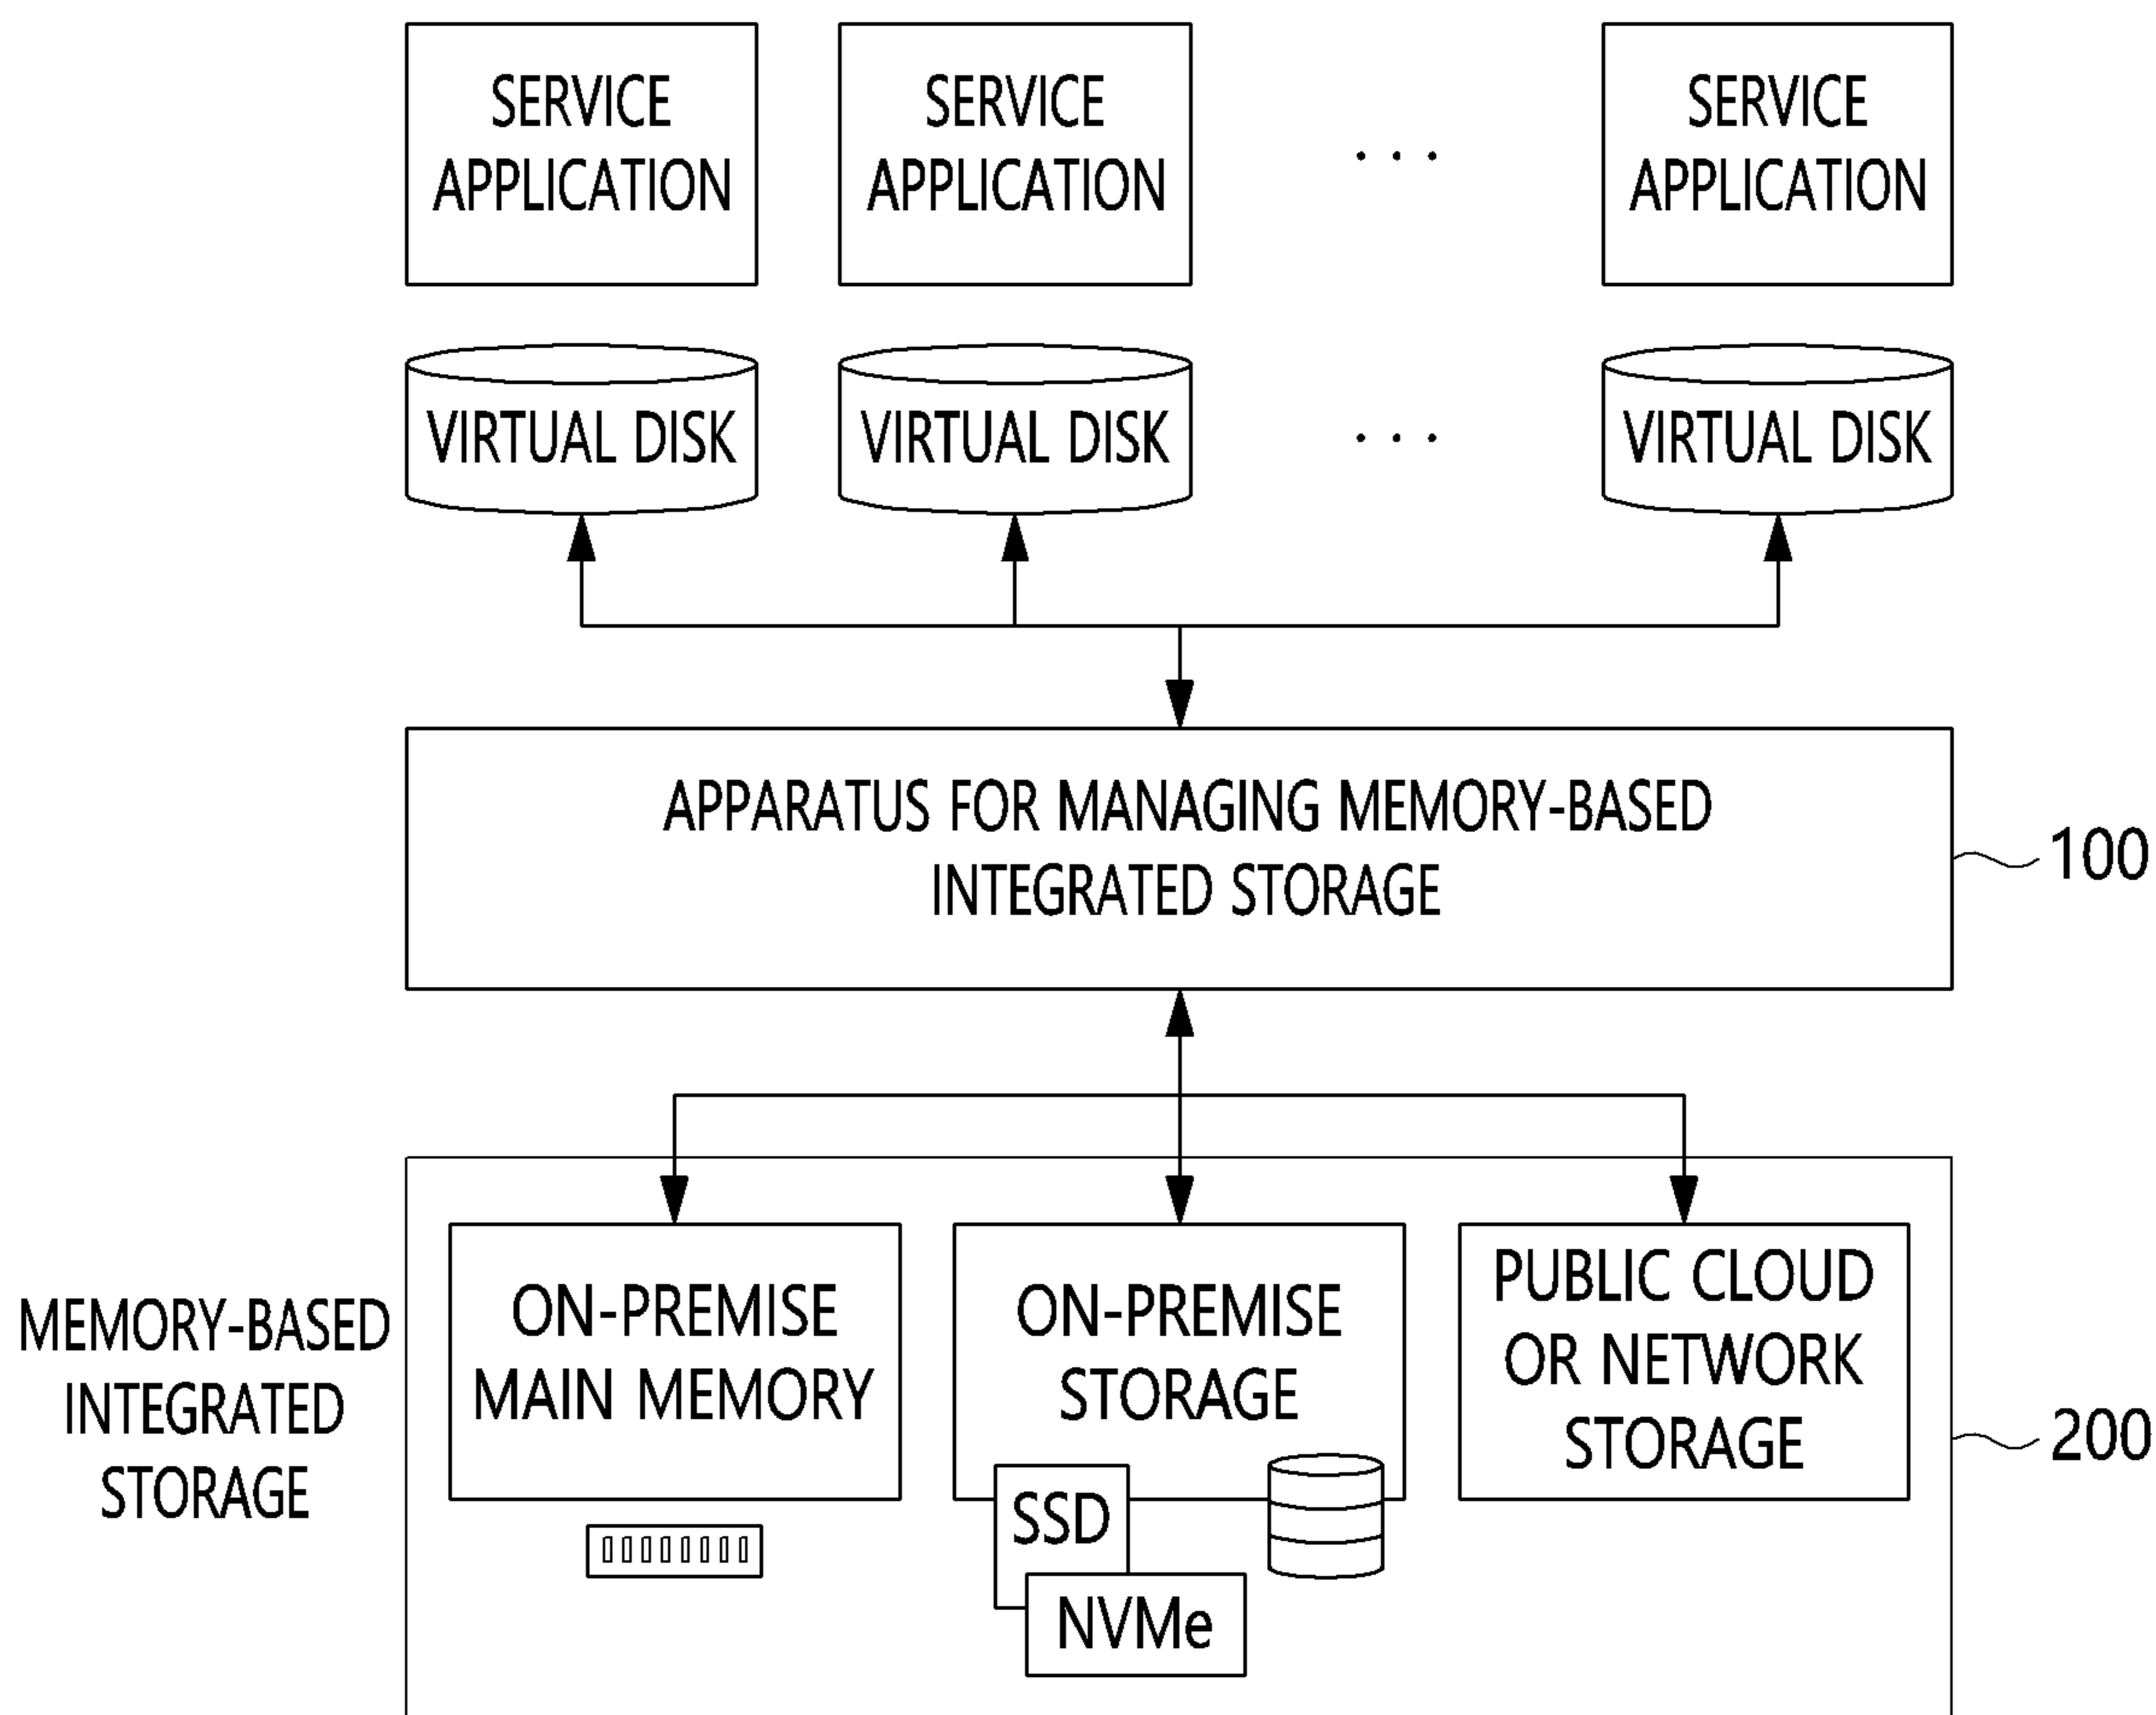 SERVICE
APPLICATION
SERVICE
APPLICATION
. . .
SERVICE
APPLICATION
VIRTUAL DISK
VIRTUAL DISK
. . .
VIRTUAL DISK
APPARATUS FOR MANAGING MEMORY-BASED
INTEGRATED STORAGE
100
MEMORY-BASED
INTEGRATED
STORAGE
ON-PREMISE
MAIN MEMORY
ON-PREMISE
STORAGE
SSD
NVMe
PUBLIC CLOUD
OR NETWORK
STORAGE
200